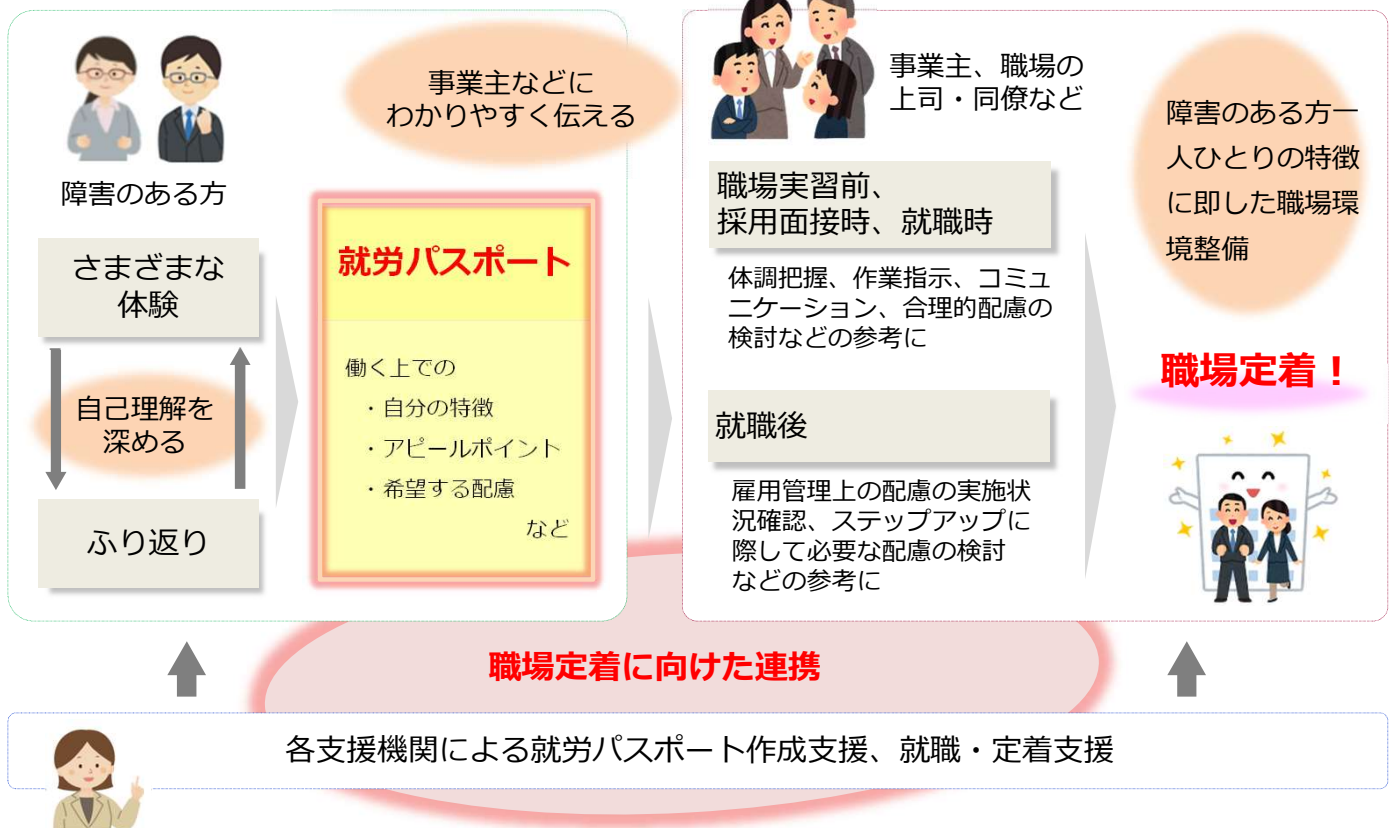 障害のある方
さまざまな
体験
自己理解を
深める
ふり返り
事業主などに
わかりやすく伝える
就労パスポート
働く上での
・自分の特徴
・アピールポイント
・希望する配慮
など
事業主、職場の
上司・同僚など
職場実習前、
採用面接時、就職時
体調把握、作業指示、コミュ
ニケーション、合理的配慮の
検討などの参考に
就職後
雇用管理上の配慮の実施状
況確認、ステップアップに
際して必要な配慮の検討
などの参考に
障害のある方一
人ひとりの特徴
に即した職場環
境整備
職場定着！
職場定着に向けた連携
各支援機関による就労パスポート作成支援、就職・定着支援